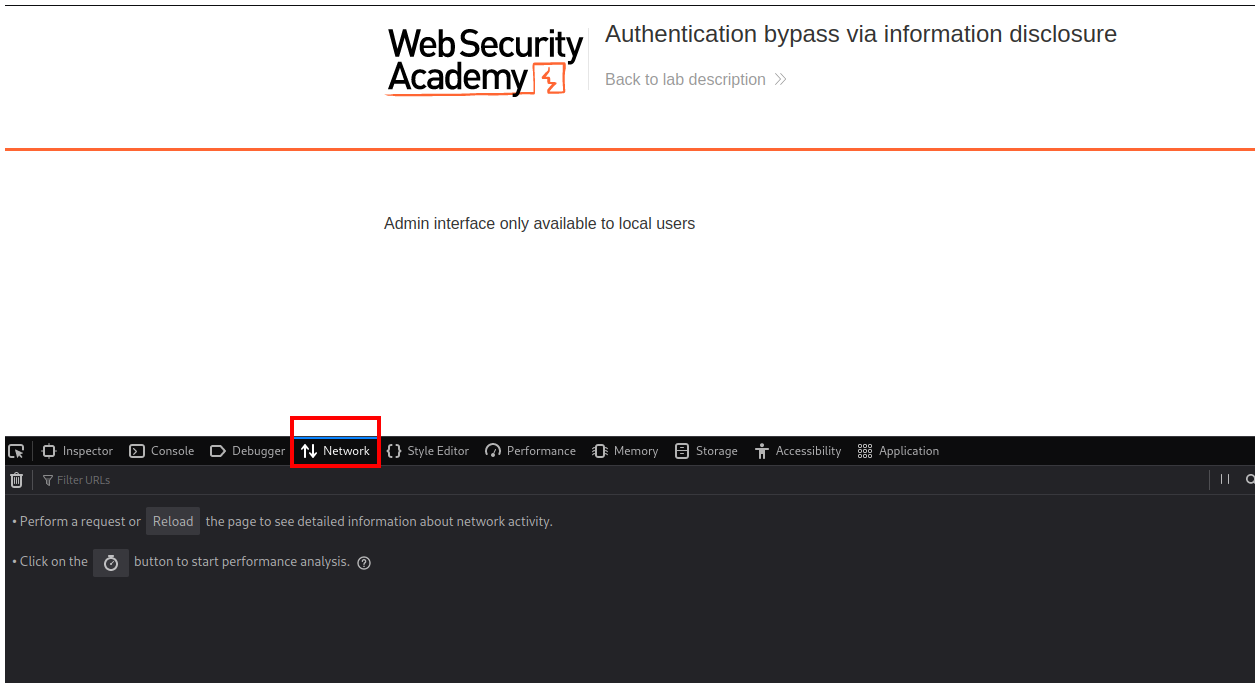 Web Security
Academy
Authentication bypass via information disclosure
Back to lab description
Admin interface only available to local users
Inspector Console Debugger Network Style Editor Performance Memory Storage Accessibility Application
Filter URLs
• Perform a request or Reload the page to see detailed information about network activity.
• Click on the button to start performance analysis.